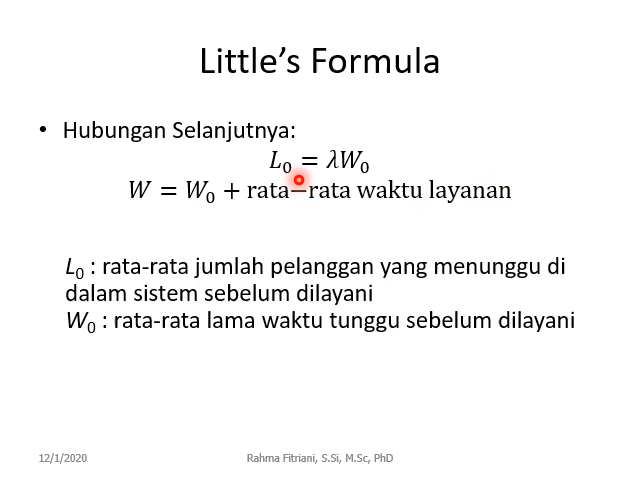 Little's Formula
• Hubungan Selanjutnya:
𝐿₀ = 𝜆𝑊₀
𝑊 = 𝑊₀ + rata−rata waktu layanan
L₀ : rata-rata jumlah pelanggan yang menunggu di
dalam sistem sebelum dilayani
W₀ : rata-rata lama waktu tunggu sebelum dilayani
12/1/2020 Rahma Fitriani, S.Si, M.Sc, PhD